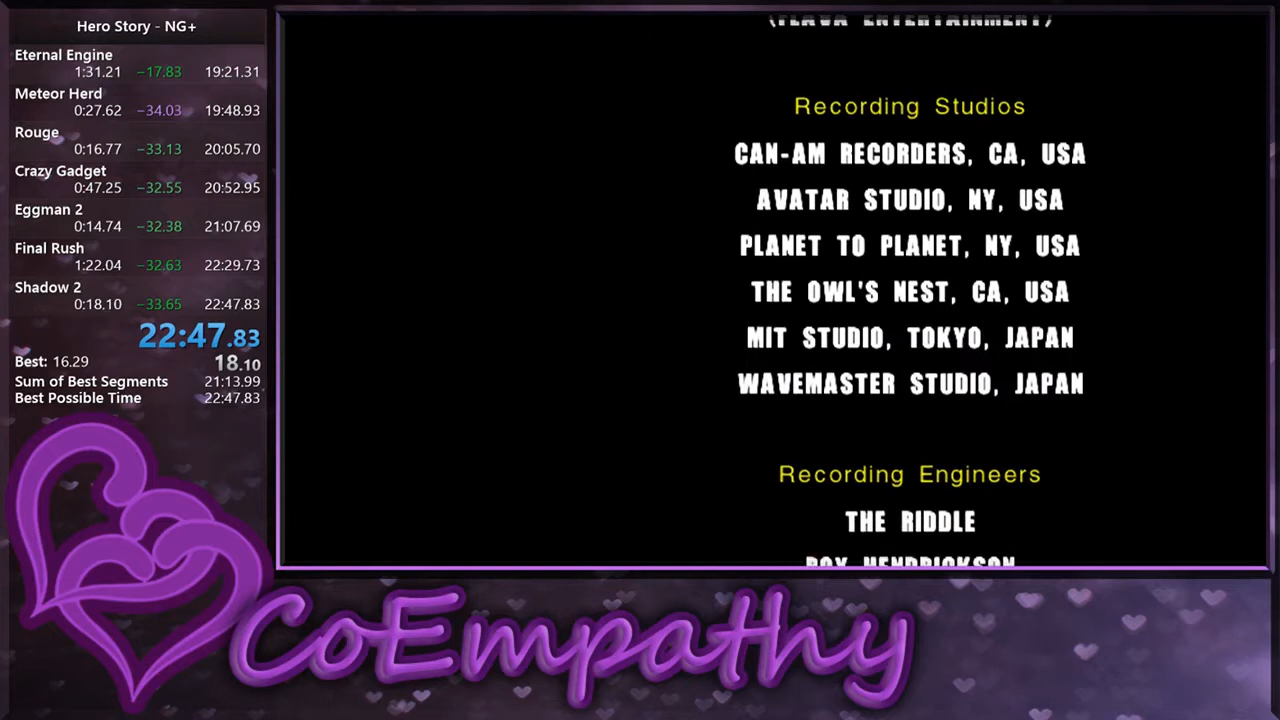 Hero Story - NG+
Eternal Engine
1:31.21 -17.83 19:21.31
Meteor Herd
0:27.62 -34.03 19:48.93
Rouge
0:16.77 -33.13 20:05.70
Crazy Gadget
0:47.25 -32.55 20:52.95
Eggman 2
0:14.74 -32.38 21:07.69
Final Rush
1:22.04 -32.63 22:29.73
Shadow 2
0:18.10 -33.65 22:47.83
22:47.83
Best: 16.29 18.10
Sum of Best Segments 21:13.99
Best Possible Time 22:47.83
(FLAVA ENTERTAINMENT)
Recording Studios
CAN-AM RECORDERS, CA, USA
AVATAR STUDIO, NY, USA
PLANET TO PLANET, NY, USA
THE OWL'S NEST, CA, USA
MIT STUDIO, TOKYO, JAPAN
WAVEMASTER STUDIO, JAPAN
Recording Engineers
THE RIDDLE
ROY HENDRICKSON
CoEmpathy